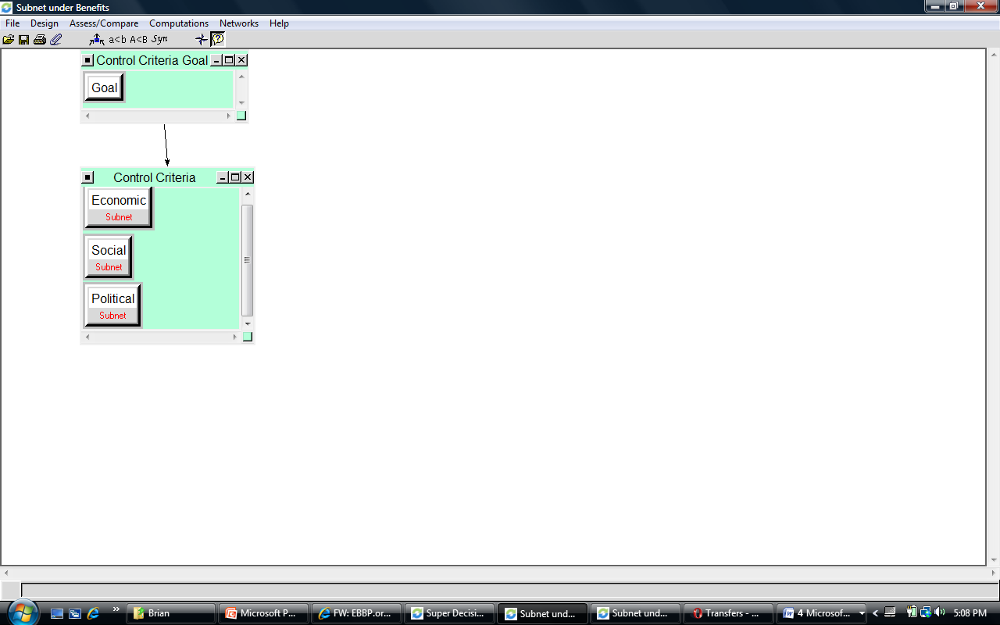 Subnet under Benefits
File Design Assess/Compare Computations Networks Help
a<b A<B Syn
Control Criteria Goal
Goal
Control Criteria
Economic
Subnet
Social
Subnet
Political
Subnet
» Brian Microsoft P... FW: EBBP.or... Super Decisi... Subnet und... Subnet und... Transfers - ... 4 Microsof... 5:08 PM